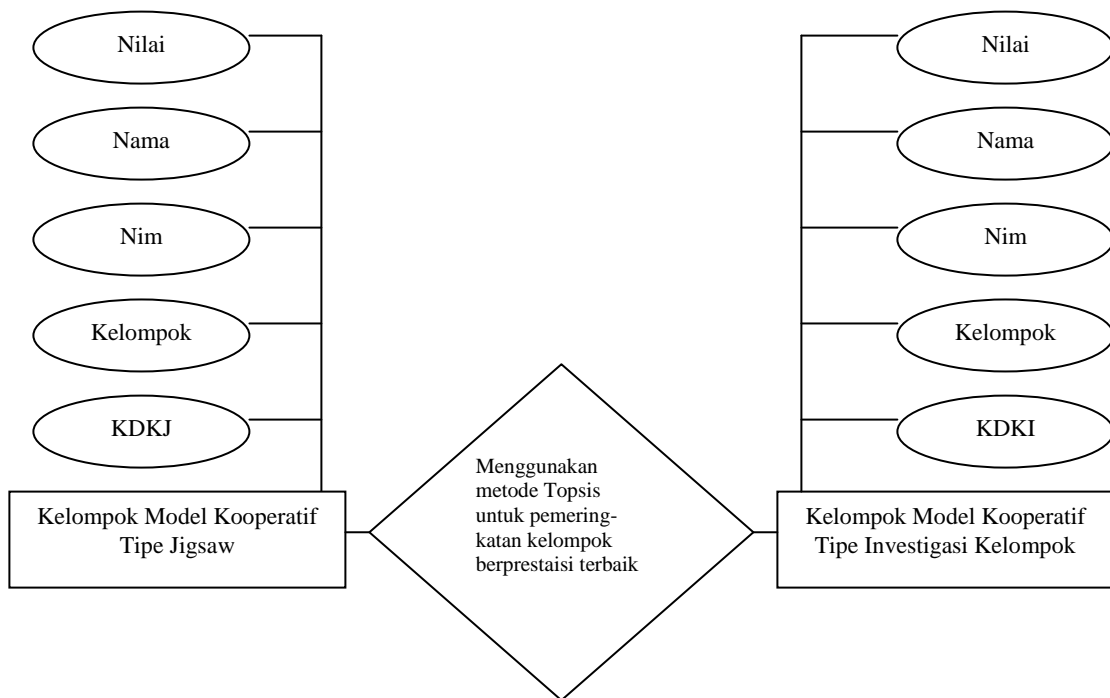 Nilai
Nama
Nim
Kelompok
KDKJ
Kelompok Model Kooperatif
Tipe Jigsaw
Menggunakan
metode Topsis
untuk pemering-
katan kelompok
berprestaisi terbaik
Nilai
Nama
Nim
Kelompok
KDKI
Kelompok Model Kooperatif
Tipe Investigasi Kelompok